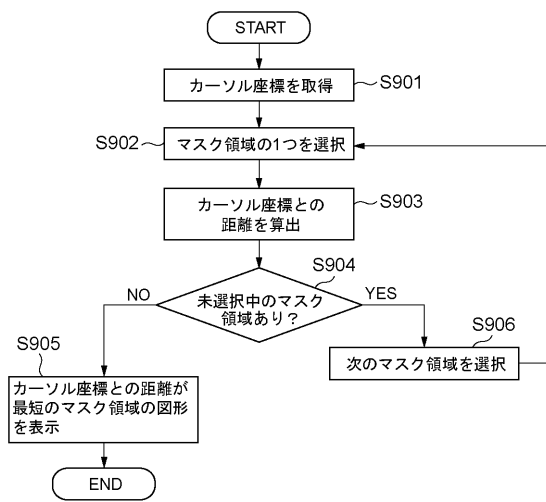 START
カーソル座標を取得
S901
S902
マスク領域の1つを選択
カーソル座標との
距離を算出
S903
S904
未選択中のマスク
領域あり？
NO
YES
S905
カーソル座標との距離が
最短のマスク領域の図形
を表示
S906
次のマスク領域を選択
END